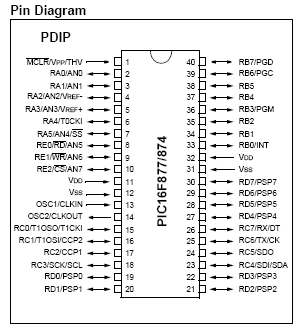 Pin Diagram
PDIP
MCLR/VPP/THV 1 40 RB7/PGD
RA0/AN0 2 39 RB6/PGC
RA1/AN1 3 38 RB5
RA2/AN2/VREF- 4 37 RB4
RA3/AN3/VREF+ 5 36 RB3/PGM
RA4/T0CKI 6 35 RB2
RA5/AN4/SS 7 34 RB1
RE0/RD/AN5 8 33 RB0/INT
RE1/WR/AN6 9 32 VDD
RE2/CS/AN7 10 31 VSS
VDD 11 30 RD7/PSP7
VSS 12 29 RD6/PSP6
OSC1/CLKIN 13 28 RD5/PSP5
OSC2/CLKOUT 14 27 RD4/PSP4
RC0/T1OSO/T1CKI 15 26 RC7/RX/DT
RC1/T1OSI/CCP2 16 25 RC6/TX/CK
RC2/CCP1 17 24 RC5/SDO
RC3/SCK/SCL 18 23 RC4/SDI/SDA
RD0/PSP0 19 22 RD3/PSP3
RD1/PSP1 20 21 RD2/PSP2
PIC16F877/874